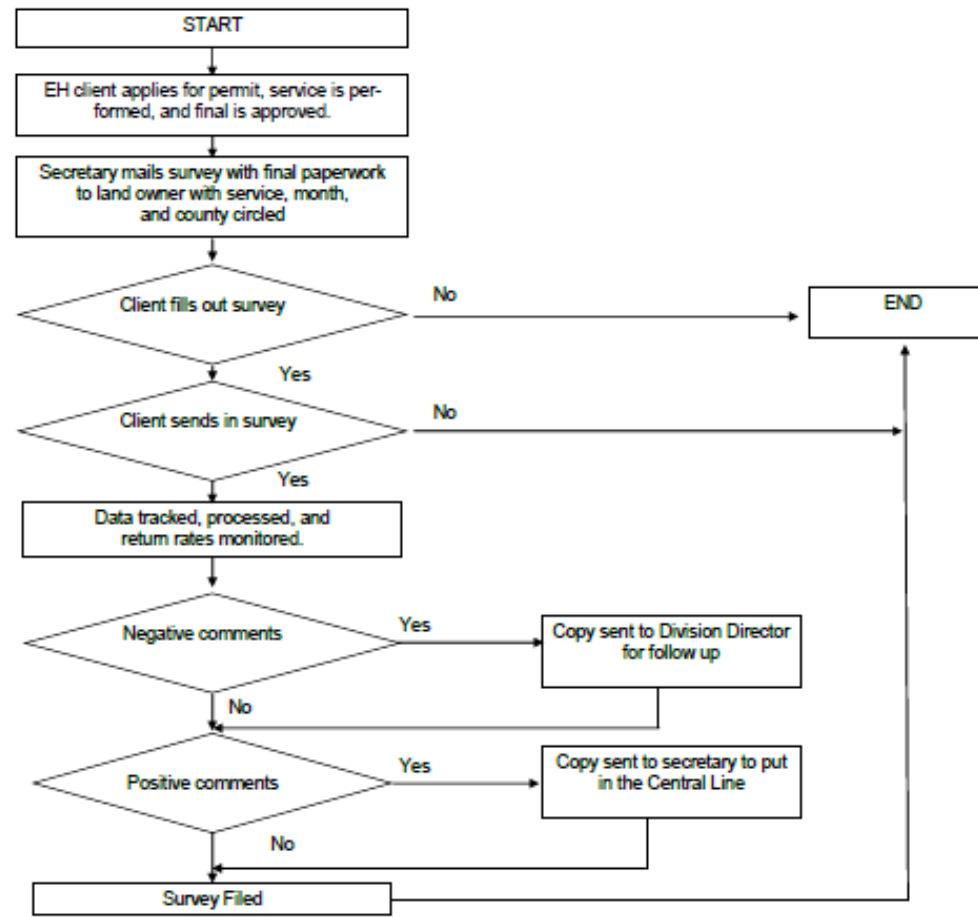 START
EH client applies for permit, service is per-
formed, and final is approved.
Secretary mails survey with final paperwork
to land owner with service, month,
and county circled
Client fills out survey
No
END
Yes
Client sends in survey
No
Yes
Data tracked, processed, and
return rates monitored.
Negative comments
Yes
Copy sent to Division Director
for follow up
No
Positive comments
Yes
Copy sent to secretary to put
in the Central Line
No
Survey Filed